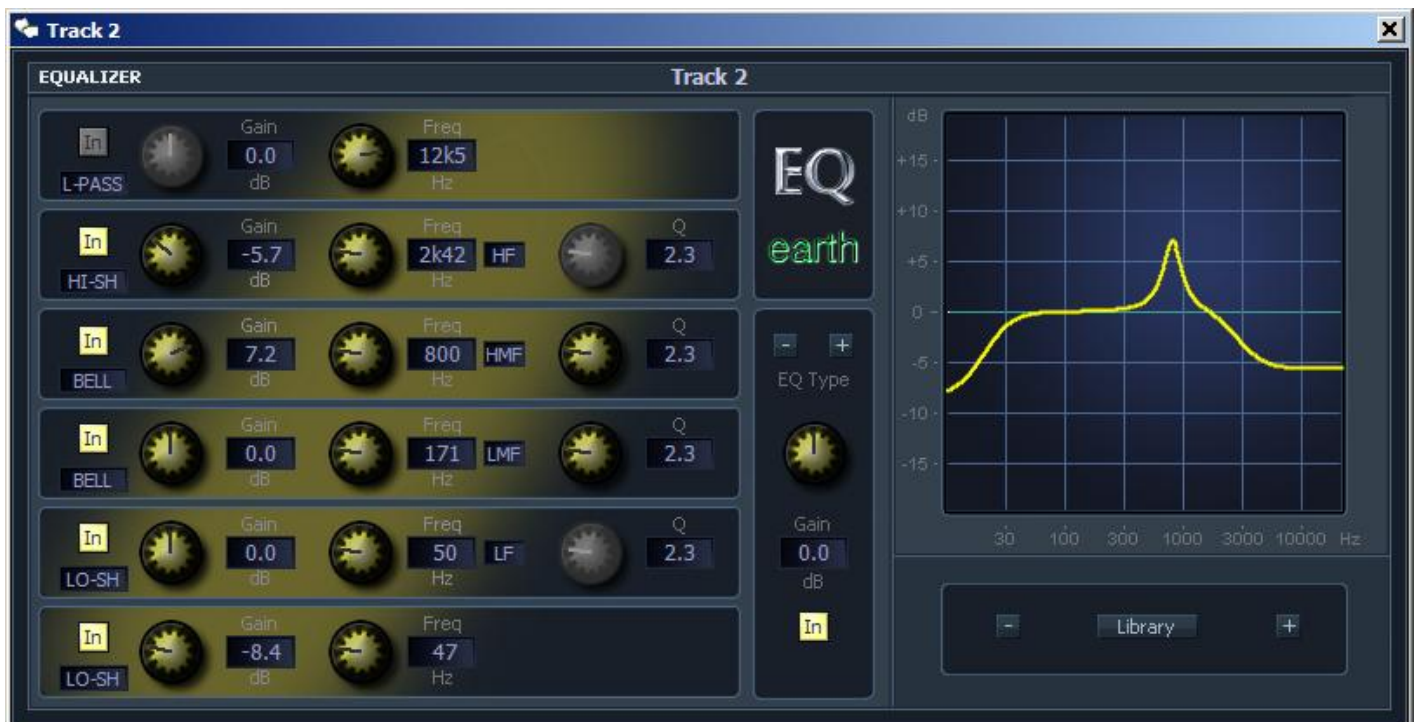 Track 2
EQUALIZER Track 2
In Gain 0.0 dB Freq 12k5 Hz
L-PASS
In Gain -5.7 dB Freq 2k42 Hz HF Q 2.3
HI-SH
In Gain 7.2 dB Freq 800 Hz HMF Q 2.3
BELL
In Gain 0.0 dB Freq 171 Hz LMF Q 2.3
BELL
In Gain 0.0 dB Freq 50 Hz LF Q 2.3
LO-SH
In Gain -8.4 dB Freq 47 Hz
LO-SH
EQ
earth
- +
EQ Type
Gain
0.0
dB
In
dB
+15
+10
+5
0
-5
-10
-15
30 100 300 1000 3000 10000 Hz
- Library +